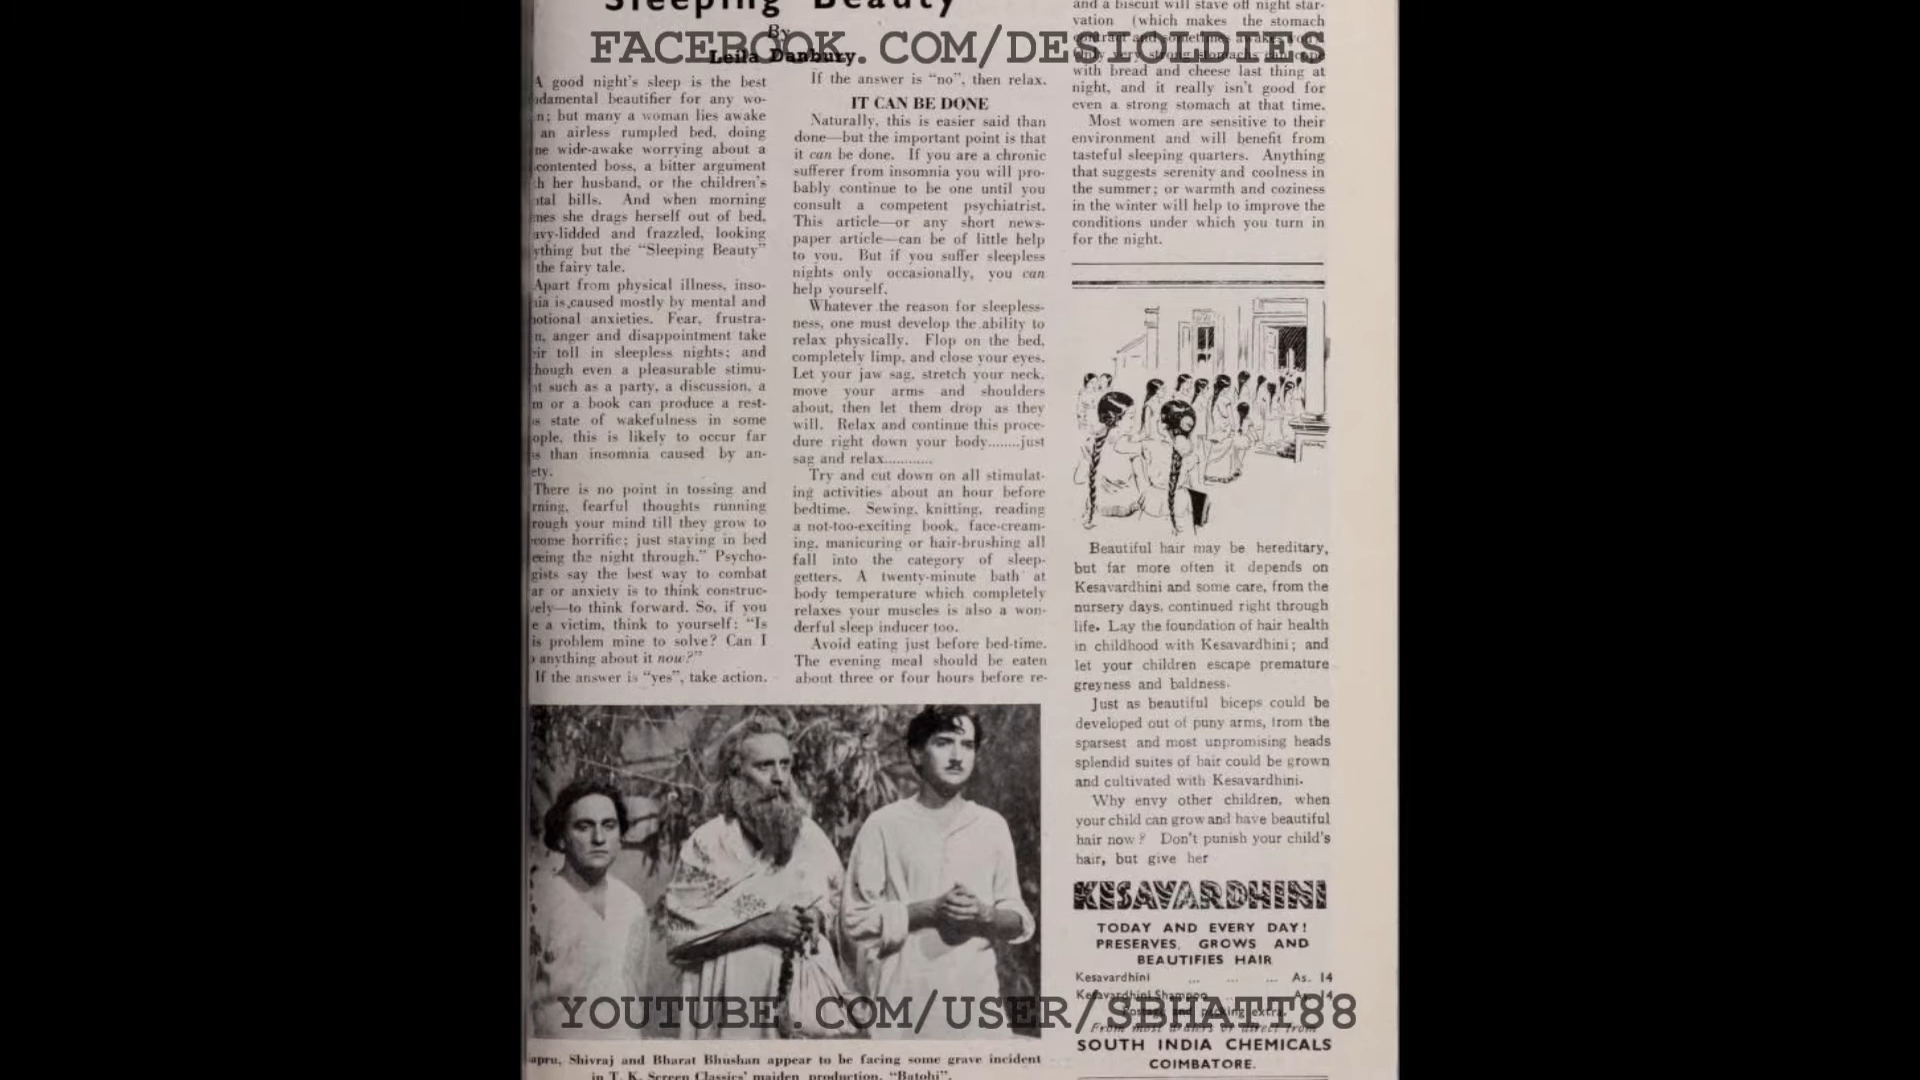 Sleeping Beauty
By
Leila Danbury
FACEBOOK.COM/DESIOLDIES
A good night's sleep is the best
damental beautifier for any wo-
n; but many a woman lies awake
an airless rumpled bed, doing
ne wide-awake worrying about a
contented boss, a bitter argument
h her husband, or the children's
ntal bills. And when morning
mes she drags herself out of bed,
avy-lidded and frazzled, looking
ything but the “Sleeping Beauty”
the fairy tale.
Apart from physical illness, inso-
nia is caused mostly by mental and
notional anxieties. Fear, frustra-
n, anger and disappointment take
eir toll in sleepless nights; and
hough even a pleasurable stimu-
nt such as a party, a discussion, a
m or a book can produce a rest-
s state of wakefulness in some
ople, this is likely to occur far
s than insomnia caused by an-
ety.
There is no point in tossing and
rning, fearful thoughts running
rough your mind till they grow to
come horrific; just staying in bed
eeing the night through.” Psycho-
gists say the best way to combat
ar or anxiety is to think construc-
vely—to think forward. So, if you
e a victim, think to yourself: “Is
is problem mine to solve? Can I
o anything about it now?”
If the answer is “yes”, take action.
If the answer is “no”, then relax.
IT CAN BE DONE
Naturally, this is easier said than
done—but the important point is that
it can be done. If you are a chronic
sufferer from insomnia you will pro-
bably continue to be one until you
consult a competent psychiatrist.
This article—or any short news-
paper article—can be of little help
to you. But if you suffer sleepless
nights only occasionally, you can
help yourself.
Whatever the reason for sleepless-
ness, one must develop the ability to
relax physically. Flop on the bed,
completely limp, and close your eyes.
Let your jaw sag, stretch your neck,
move your arms and shoulders
about, then let them drop as they
will. Relax and continue this proce-
dure right down your body........just
sag and relax............
Try and cut down on all stimulat-
ing activities about an hour before
bedtime. Sewing, knitting, reading
a not-too-exciting book, face-cream-
ing, manicuring or hair-brushing all
fall into the category of sleep-
getters. A twenty-minute bath at
body temperature which completely
relaxes your muscles is also a won-
derful sleep inducer too.
Avoid eating just before bed-time.
The evening meal should be eaten
about three or four hours before re-
and a biscuit will stave off night star-
vation (which makes the stomach
contract and sometimes awakes you).
Only very strong stomachs can cope
with bread and cheese last thing at
night, and it really isn't good for
even a strong stomach at that time.
Most women are sensitive to their
environment and will benefit from
tasteful sleeping quarters. Anything
that suggests serenity and coolness in
the summer; or warmth and coziness
in the winter will help to improve the
conditions under which you turn in
for the night.
Beautiful hair may be hereditary,
but far more often it depends on
Kesavardhini and some care, from the
nursery days, continued right through
life. Lay the foundation of hair health
in childhood with Kesavardhini; and
let your children escape premature
greyness and baldness.
Just as beautiful biceps could be
developed out of puny arms, from the
sparsest and most unpromising heads
splendid suites of hair could be grown
and cultivated with Kesavardhini.
Why envy other children, when
your child can grow and have beautiful
hair now? Don't punish your child's
hair, but give her
KESAVARDHINI
TODAY AND EVERY DAY!
PRESERVES, GROWS AND
BEAUTIFIES HAIR
Kesavardhini ... ... ... As. 14
Kesavardhini Shampoo ... As. 14
Postage and packing extra.
From most dealers or direct from
SOUTH INDIA CHEMICALS
COIMBATORE.
apru, Shivraj and Bharat Bhushan appear to be facing some grave incident
in T. K. Screen Classics' maiden production, “Batohi”.
YOUTUBE.COM/USER/SBHATT88